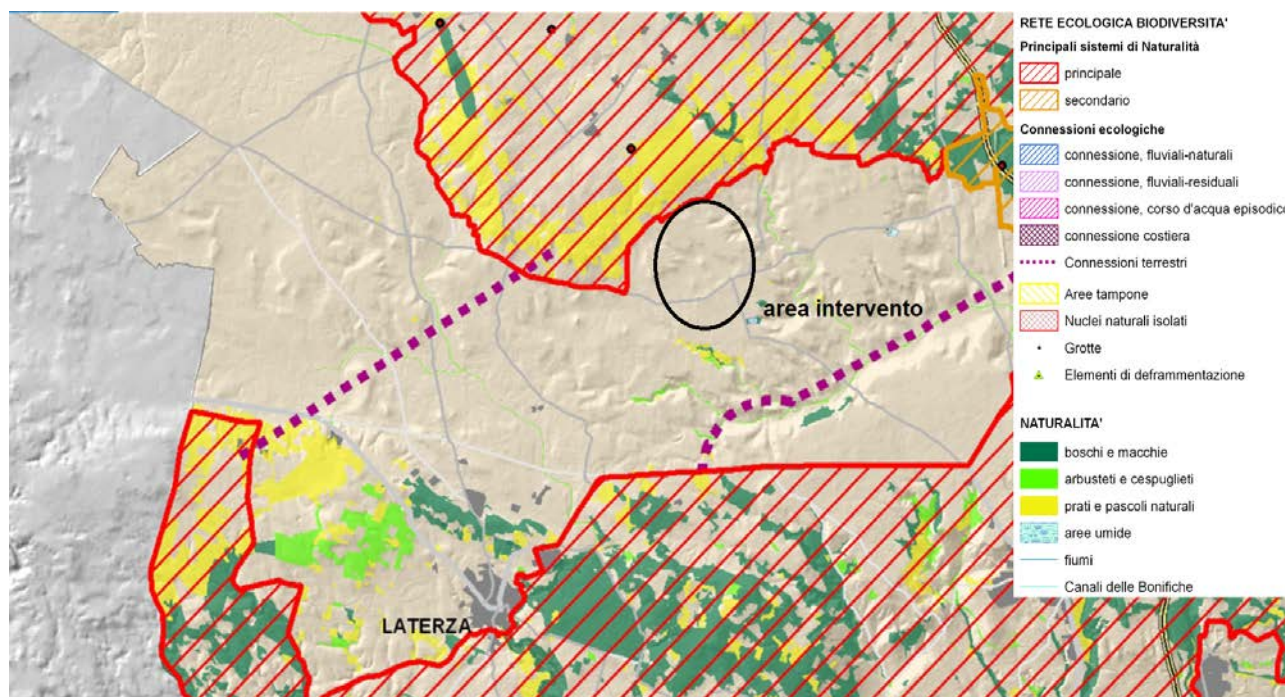 RETE ECOLOGICA BIODIVERSITA'
Principali sistemi di Naturalità
principale
secondario
Connessioni ecologiche
connessione, fluviali-naturali
connessione, fluviali-residuali
connessione, corso d'acqua episodico
connessione costiera
Connessioni terrestri
Aree tampone
Nuclei naturali isolati
Grotte
Elementi di deframmentazione
NATURALITA'
boschi e macchie
arbusteti e cespuglieti
prati e pascoli naturali
aree umide
fiumi
Canali delle Bonifiche
area intervento
LATERZA